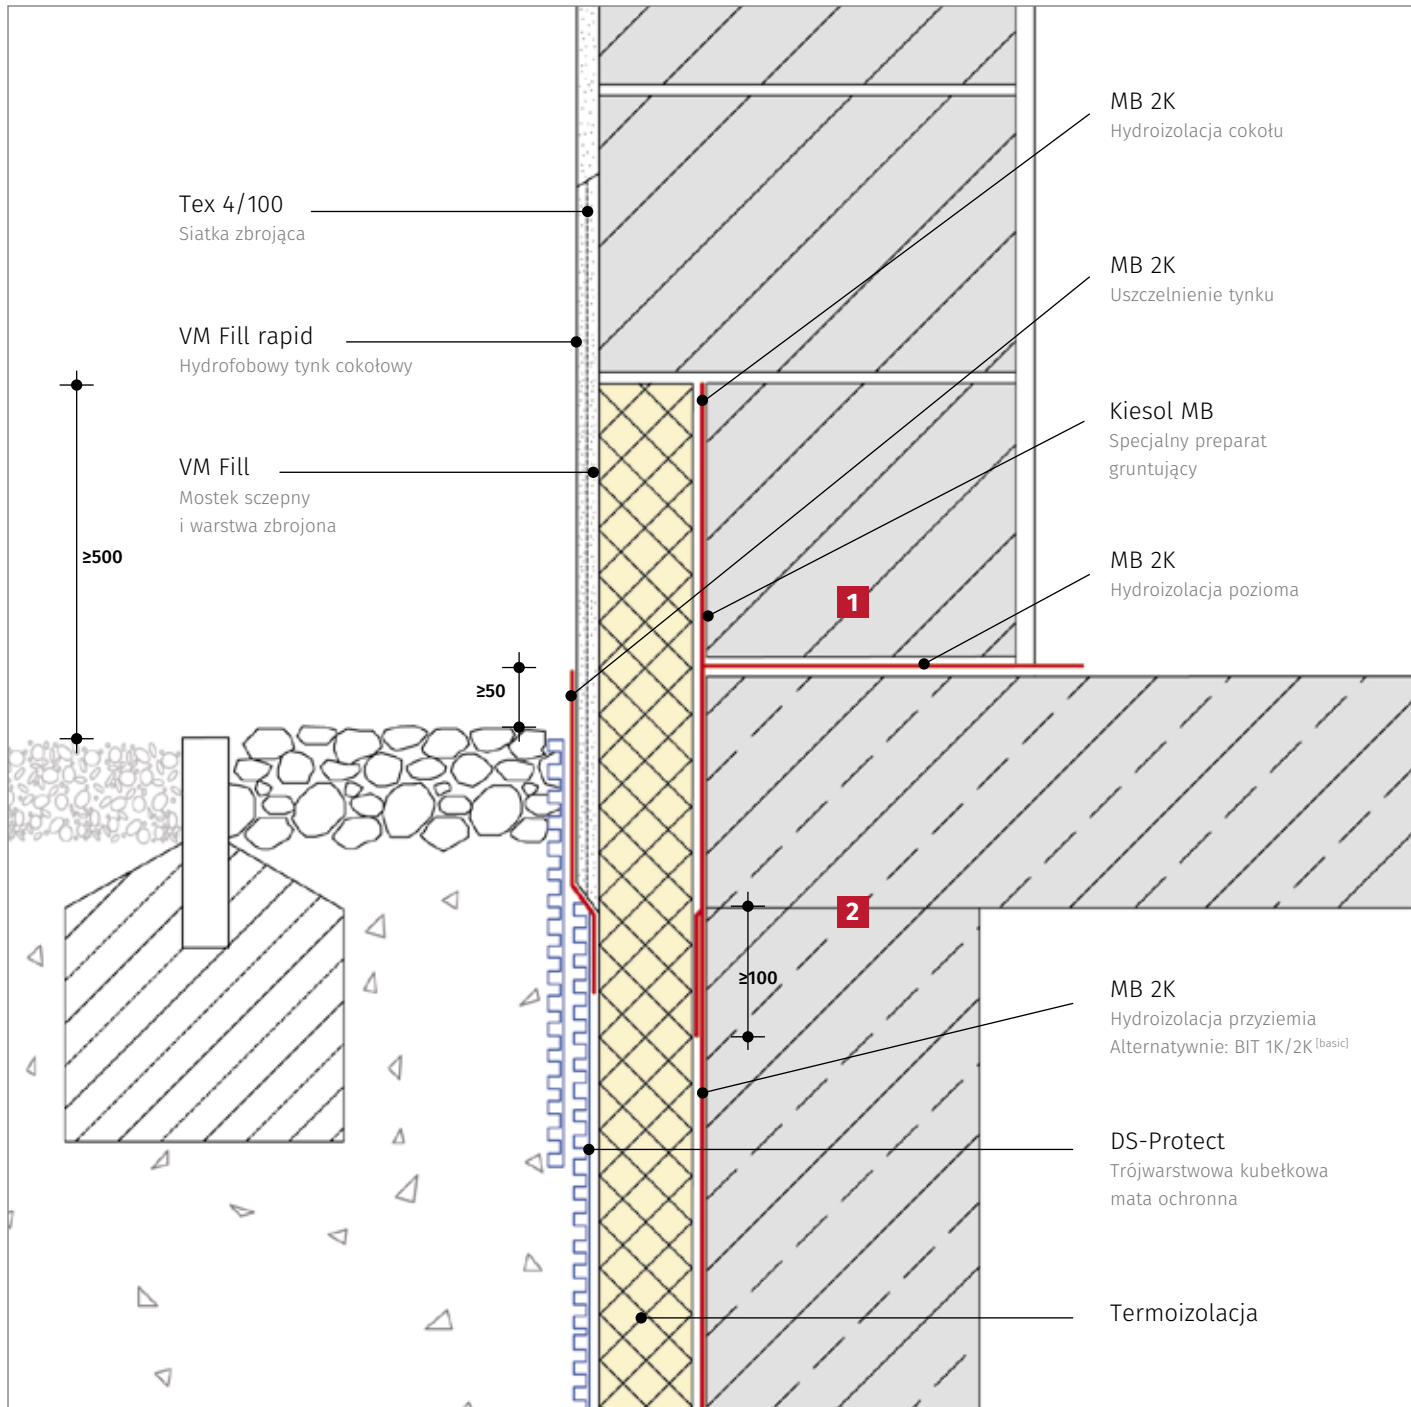 Tex 4/100
Siatka zbrojąca
VM Fill rapid
Hydrofobowy tynk cokołowy
VM Fill
Mostek sczepny
i warstwa zbrojona
≥500
≥50
MB 2K
Hydroizolacja cokołu
MB 2K
Uszczelnienie tynku
Kiesol MB
Specjalny preparat
gruntujący
1
MB 2K
Hydroizolacja pozioma
2
≥100
MB 2K
Hydroizolacja przyziemia
Alternatywnie: BIT 1K/2K [basic]
DS-Protect
Trójwarstwowa kubełkowa
mata ochronna
Termoizolacja